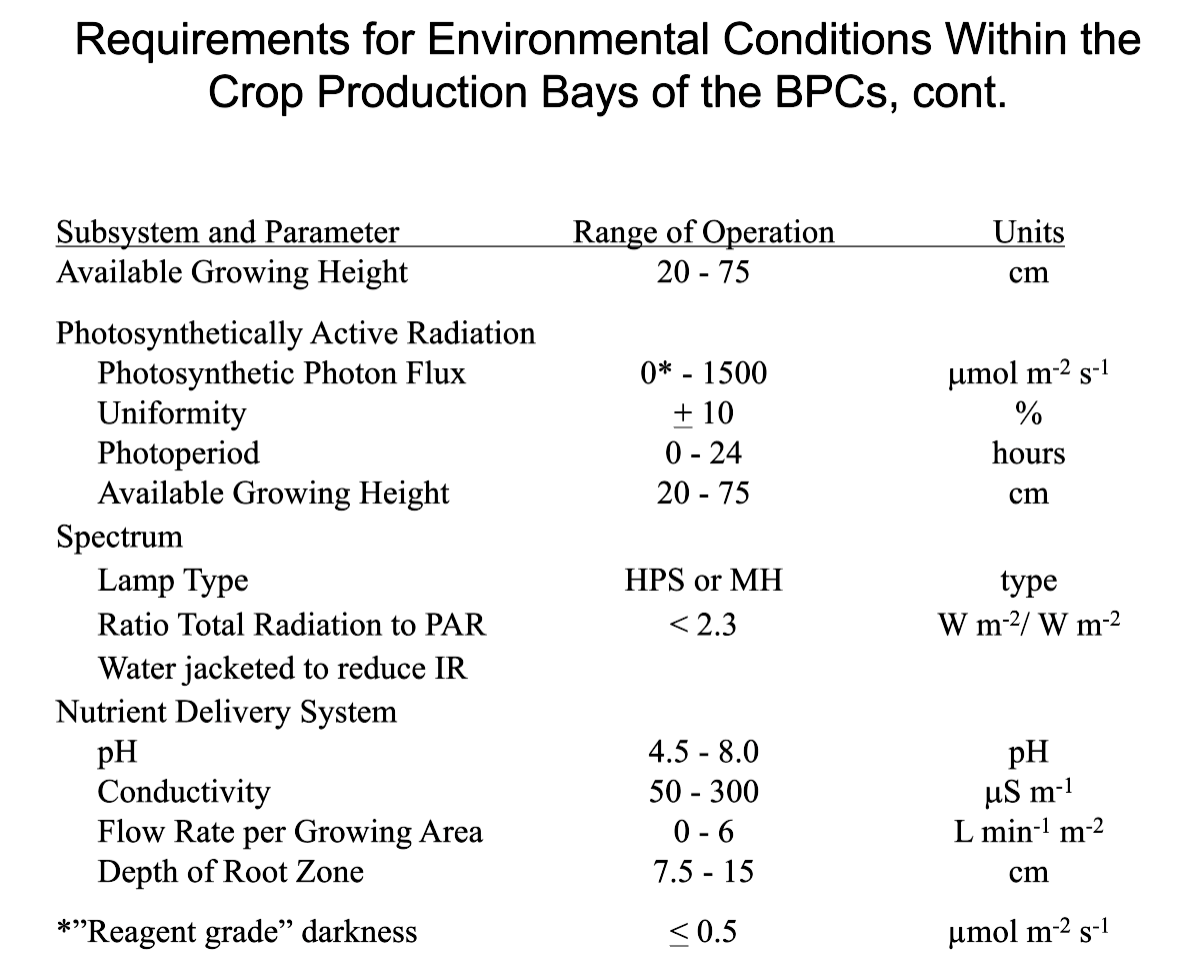 Requirements for Environmental Conditions Within the
Crop Production Bays of the BPCs, cont.
Subsystem and Parameter Range of Operation Units
Available Growing Height 20 - 75 cm
Photosynthetically Active Radiation
Photosynthetic Photon Flux 0* - 1500 µmol m-2 s-1
Uniformity ± 10 %
Photoperiod 0 - 24 hours
Available Growing Height 20 - 75 cm
Spectrum
Lamp Type HPS or MH type
Ratio Total Radiation to PAR < 2.3 W m-2/ W m-2
Water jacketed to reduce IR
Nutrient Delivery System
pH 4.5 - 8.0 pH
Conductivity 50 - 300 µS m-1
Flow Rate per Growing Area 0 - 6 L min-1 m-2
Depth of Root Zone 7.5 - 15 cm
*”Reagent grade” darkness ≤ 0.5 µmol m-2 s-1